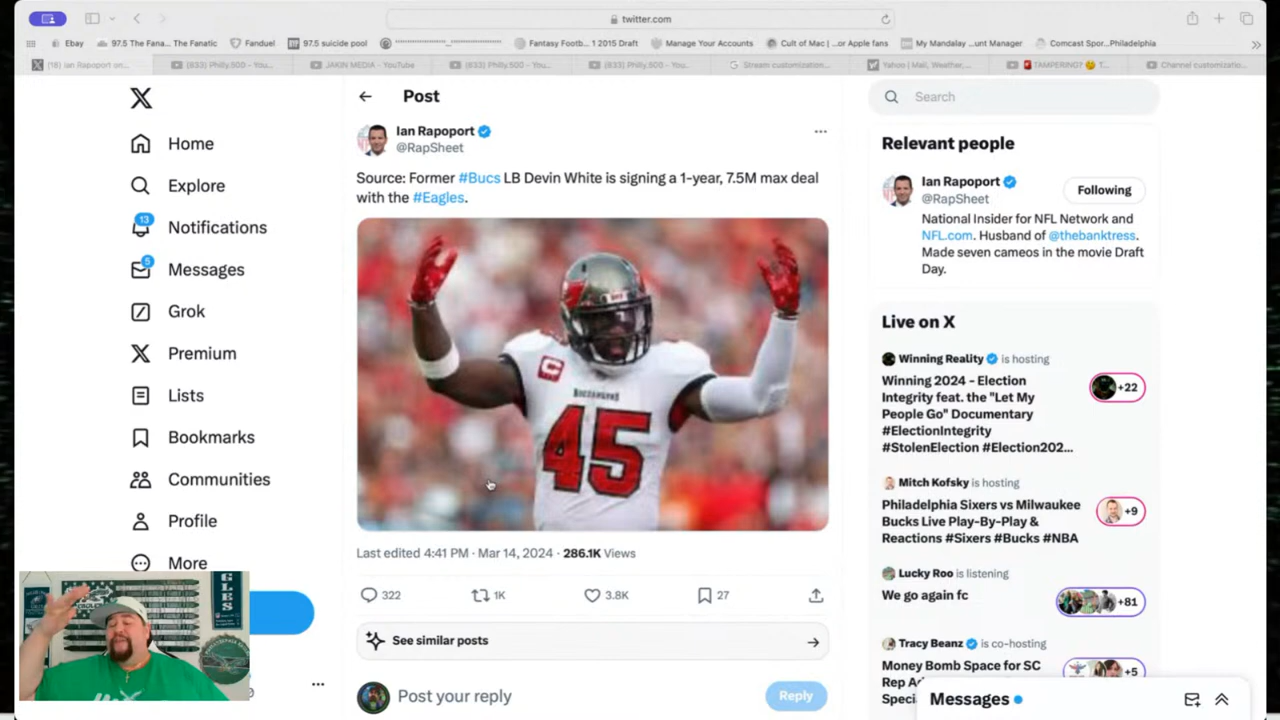 twitter.com
Ebay
97.5 The Fana... The Fanatic
Fanduel
97.5 suicide pool
Fantasy Footb... 1 2015 Draft
Manage Your Accounts
Cult of Mac |...or Apple fans
My Mandalay ...unt Manager
Comcast Spor...Philadelphia
(18) Ian Rapoport on...
(833) Philly.500 - You...
JAKIN MEDIA - YouTube
(833) Philly.500 - You...
(833) Philly.500 - You...
Stream customization...
Yahoo | Mail, Weather,...
TAMPERING?
Channel customizatio...
Home
Explore
13
Notifications
5
Messages
Grok
Premium
Lists
Bookmarks
Communities
Profile
More
Post
Ian Rapoport
@RapSheet
Source: Former #Bucs LB Devin White is signing a 1-year, 7.5M max deal
with the #Eagles.
C
BUCCANEERS
45
Last edited 4:41 PM · Mar 14, 2024 · 286.1K Views
322
1K
3.8K
27
See similar posts
Post your reply
Reply
Search
Relevant people
Ian Rapoport
@RapSheet
Following
National Insider for NFL Network and
NFL.com. Husband of @thebanktress.
Made seven cameos in the movie Draft
Day.
Live on X
Winning Reality is hosting
Winning 2024 - Election
Integrity feat. the "Let My
People Go" Documentary
#ElectionIntegrity
#StolenElection #Election202...
+22
Mitch Kofsky is hosting
Philadelphia Sixers vs Milwaukee
Bucks Live Play-By-Play &
Reactions #Sixers #Bucks #NBA
+9
Lucky Roo is listening
We go again fc
+81
Tracy Beanz is co-hosting
Money Bomb Space for SC
+5
Messages